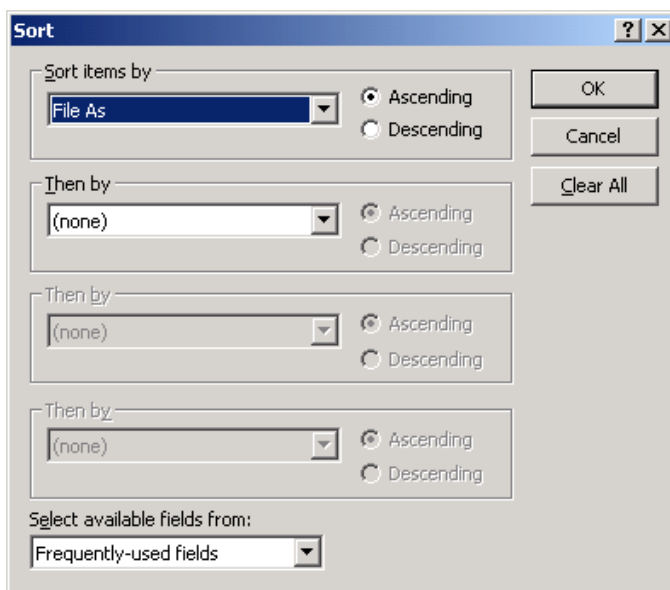 Sort
Sort items by
File As
Ascending
Descending
OK
Cancel
Clear All
Then by
(none)
Ascending
Descending
Then by
(none)
Ascending
Descending
Then by
(none)
Ascending
Descending
Select available fields from:
Frequently-used fields